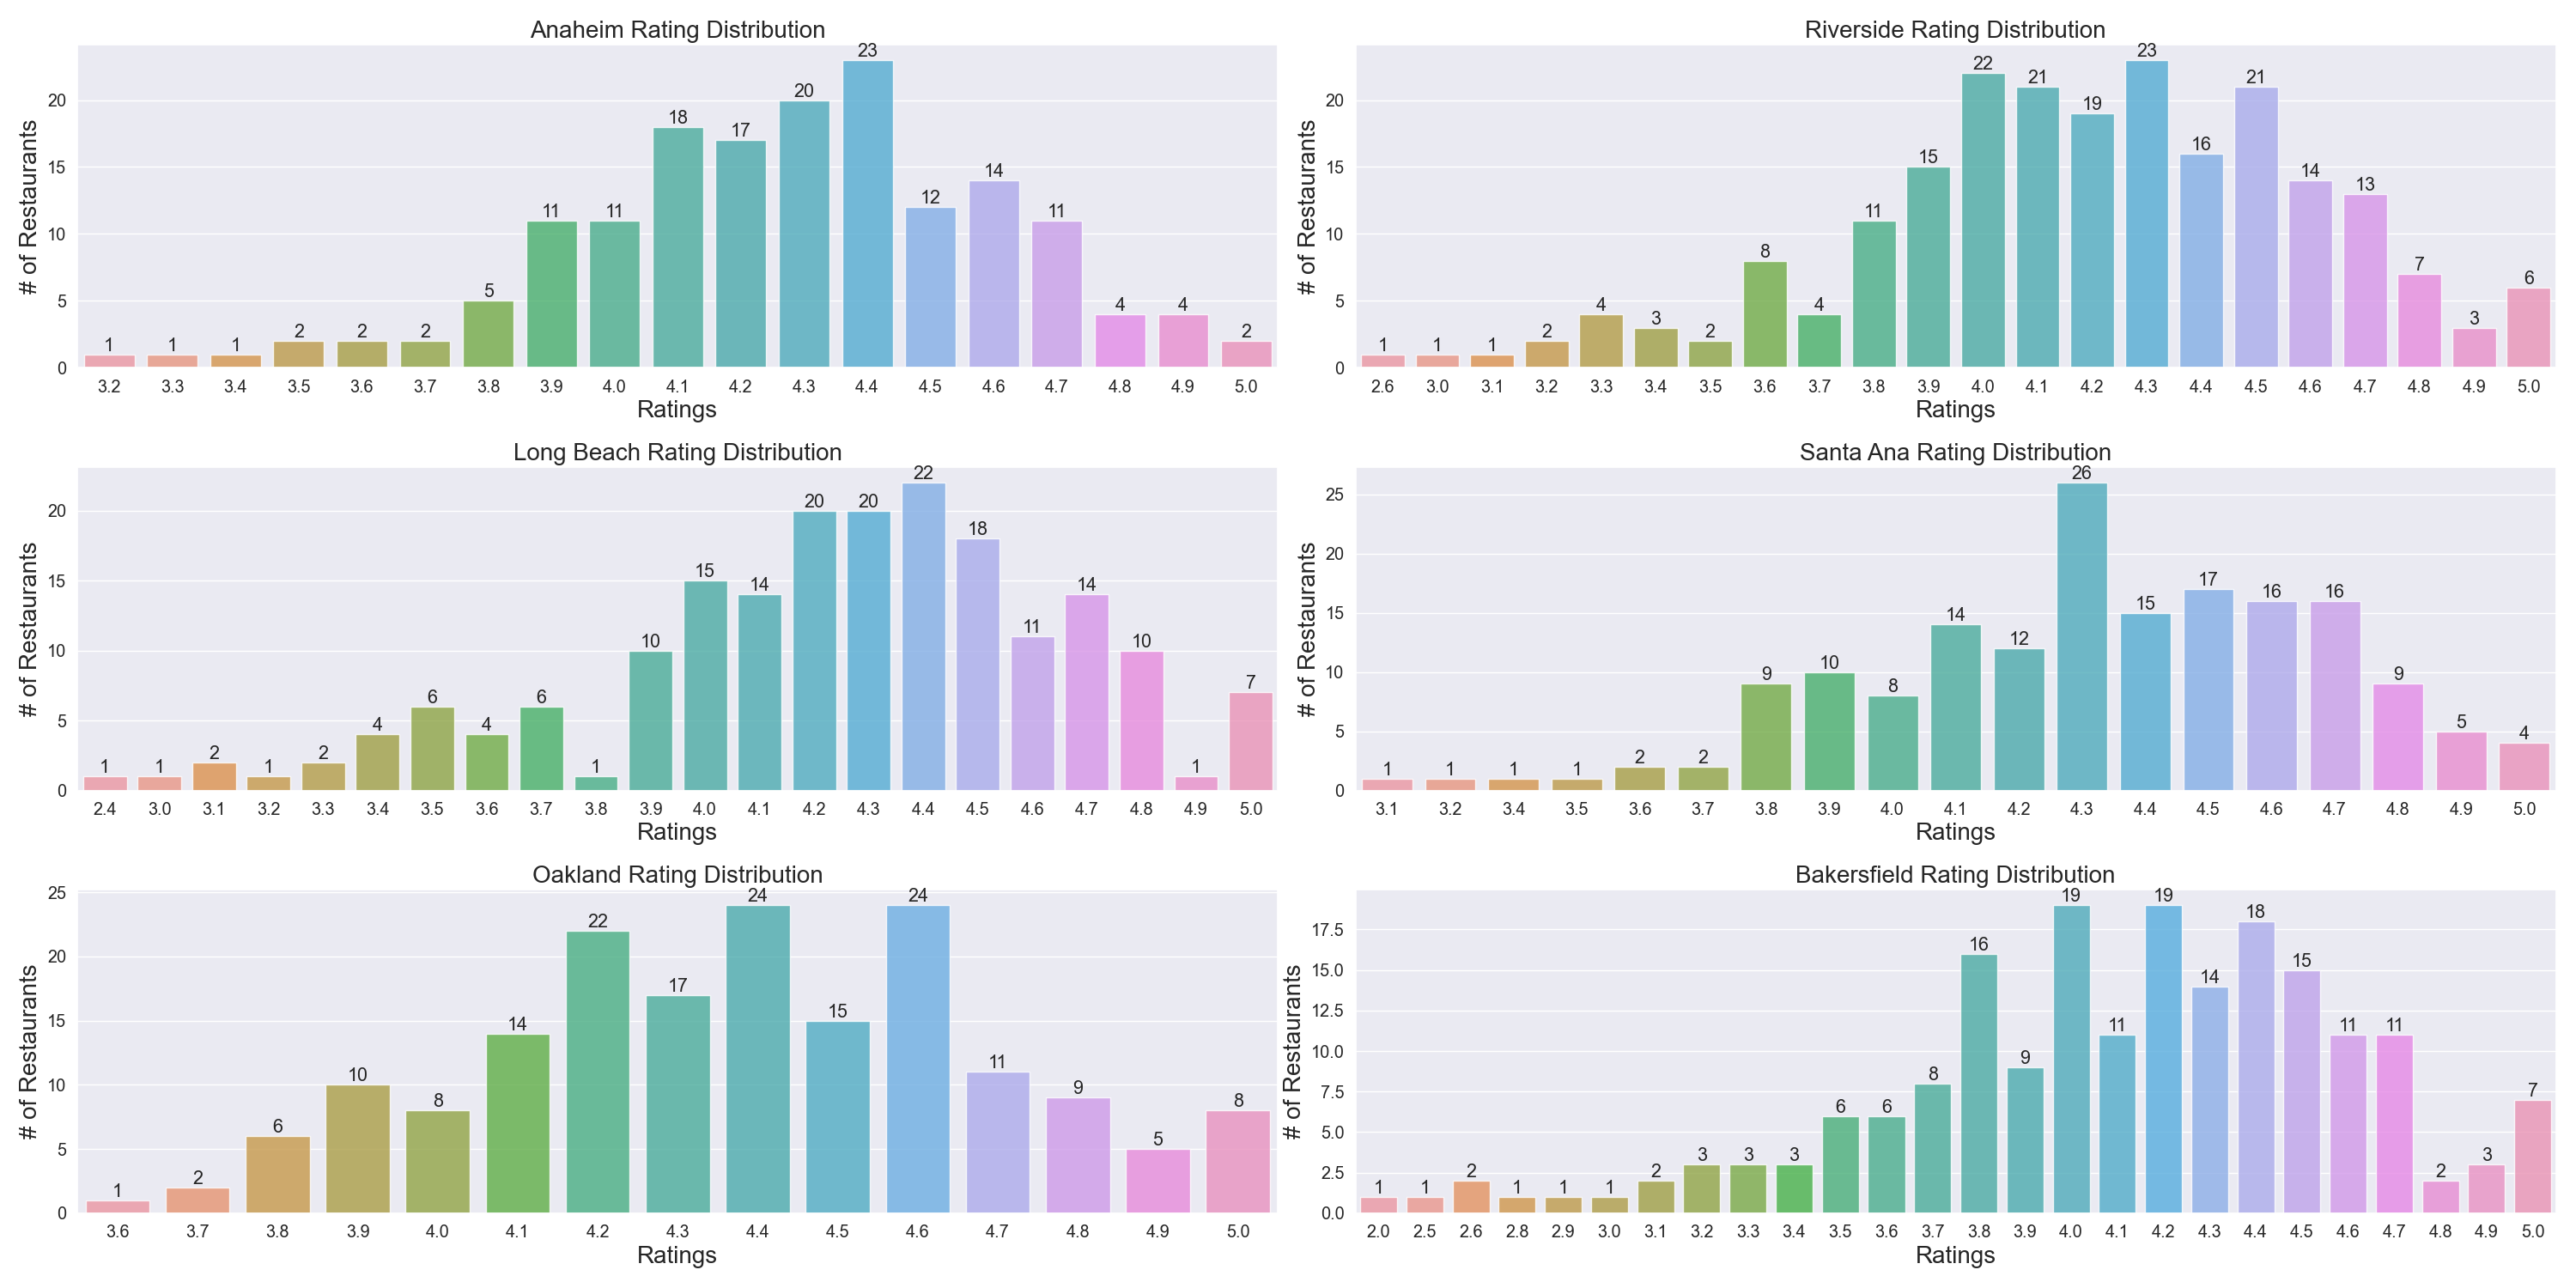 Anaheim Rating Distribution
# of Restaurants
20
15
10
5
0
1 1 1 2 2 2 5 11 11 18 17 20 23 12 14 11 4 4 2
3.2 3.3 3.4 3.5 3.6 3.7 3.8 3.9 4.0 4.1 4.2 4.3 4.4 4.5 4.6 4.7 4.8 4.9 5.0
Ratings
Riverside Rating Distribution
# of Restaurants
20
15
10
5
0
1 1 1 2 4 3 2 8 4 11 15 22 21 19 23 16 21 14 13 7 3 6
2.6 3.0 3.1 3.2 3.3 3.4 3.5 3.6 3.7 3.8 3.9 4.0 4.1 4.2 4.3 4.4 4.5 4.6 4.7 4.8 4.9 5.0
Ratings
Long Beach Rating Distribution
# of Restaurants
20
15
10
5
0
1 1 2 1 2 4 6 4 6 1 10 15 14 20 20 22 18 11 14 10 1 7
2.4 3.0 3.1 3.2 3.3 3.4 3.5 3.6 3.7 3.8 3.9 4.0 4.1 4.2 4.3 4.4 4.5 4.6 4.7 4.8 4.9 5.0
Ratings
Santa Ana Rating Distribution
# of Restaurants
25
20
15
10
5
0
1 1 1 1 2 2 9 10 8 14 12 26 15 17 16 16 9 5 4
3.1 3.2 3.4 3.5 3.6 3.7 3.8 3.9 4.0 4.1 4.2 4.3 4.4 4.5 4.6 4.7 4.8 4.9 5.0
Ratings
Oakland Rating Distribution
# of Restaurants
25
20
15
10
5
0
1 2 6 10 8 14 22 17 24 15 24 11 9 5 8
3.6 3.7 3.8 3.9 4.0 4.1 4.2 4.3 4.4 4.5 4.6 4.7 4.8 4.9 5.0
Ratings
Bakersfield Rating Distribution
# of Restaurants
17.5
15.0
12.5
10.0
7.5
5.0
2.5
0.0
1 1 2 1 1 1 2 3 3 3 6 6 8 16 9 19 11 19 14 18 15 11 11 2 3 7
2.0 2.5 2.6 2.8 2.9 3.0 3.1 3.2 3.3 3.4 3.5 3.6 3.7 3.8 3.9 4.0 4.1 4.2 4.3 4.4 4.5 4.6 4.7 4.8 4.9 5.0
Ratings